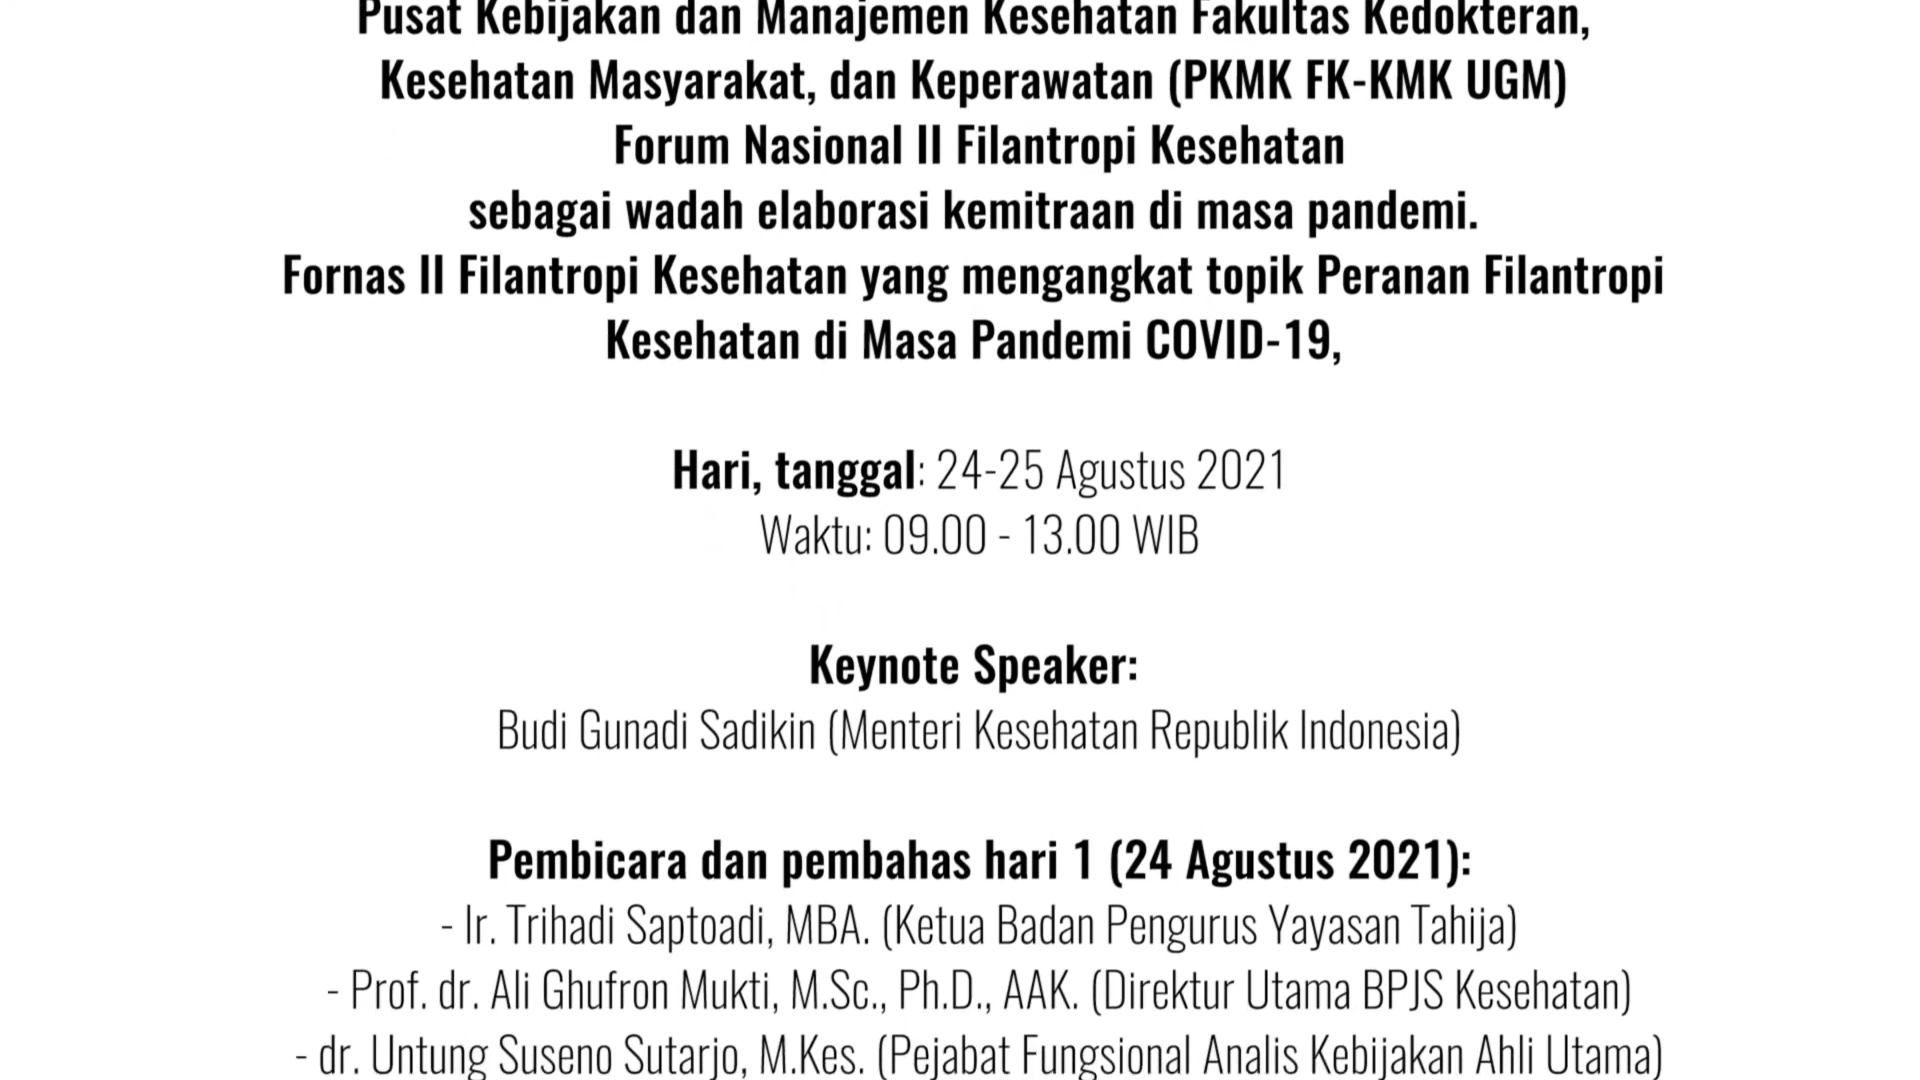 Pusat Kebijakan dan Manajemen Kesehatan Fakultas Kedokteran,
Kesehatan Masyarakat, dan Keperawatan (PKMK FK-KMK UGM)
Forum Nasional II Filantropi Kesehatan
sebagai wadah elaborasi kemitraan di masa pandemi.
Fornas II Filantropi Kesehatan yang mengangkat topik Peranan Filantropi
Kesehatan di Masa Pandemi COVID-19,
Hari, tanggal: 24-25 Agustus 2021
Waktu: 09.00 - 13.00 WIB
Keynote Speaker:
Budi Gunadi Sadikin (Menteri Kesehatan Republik Indonesia)
Pembicara dan pembahas hari 1 (24 Agustus 2021):
- Ir. Trihadi Saptoadi, MBA. (Ketua Badan Pengurus Yayasan Tahija)
- Prof. dr. Ali Ghufron Mukti, M.Sc., Ph.D., AAK. (Direktur Utama BPJS Kesehatan)
- dr. Untung Suseno Sutarjo, M.Kes. (Pejabat Fungsional Analis Kebijakan Ahli Utama)